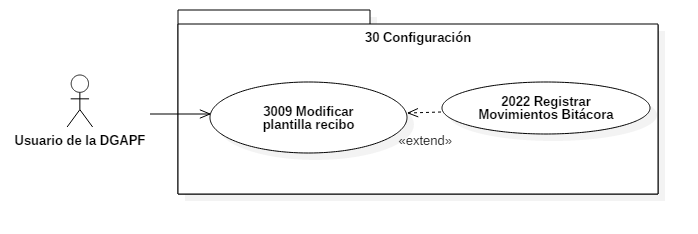 30 Configuración
3009 Modificar
plantilla recibo
2022 Registrar
Movimientos Bitácora
«extend»
Usuario de la DGAPF